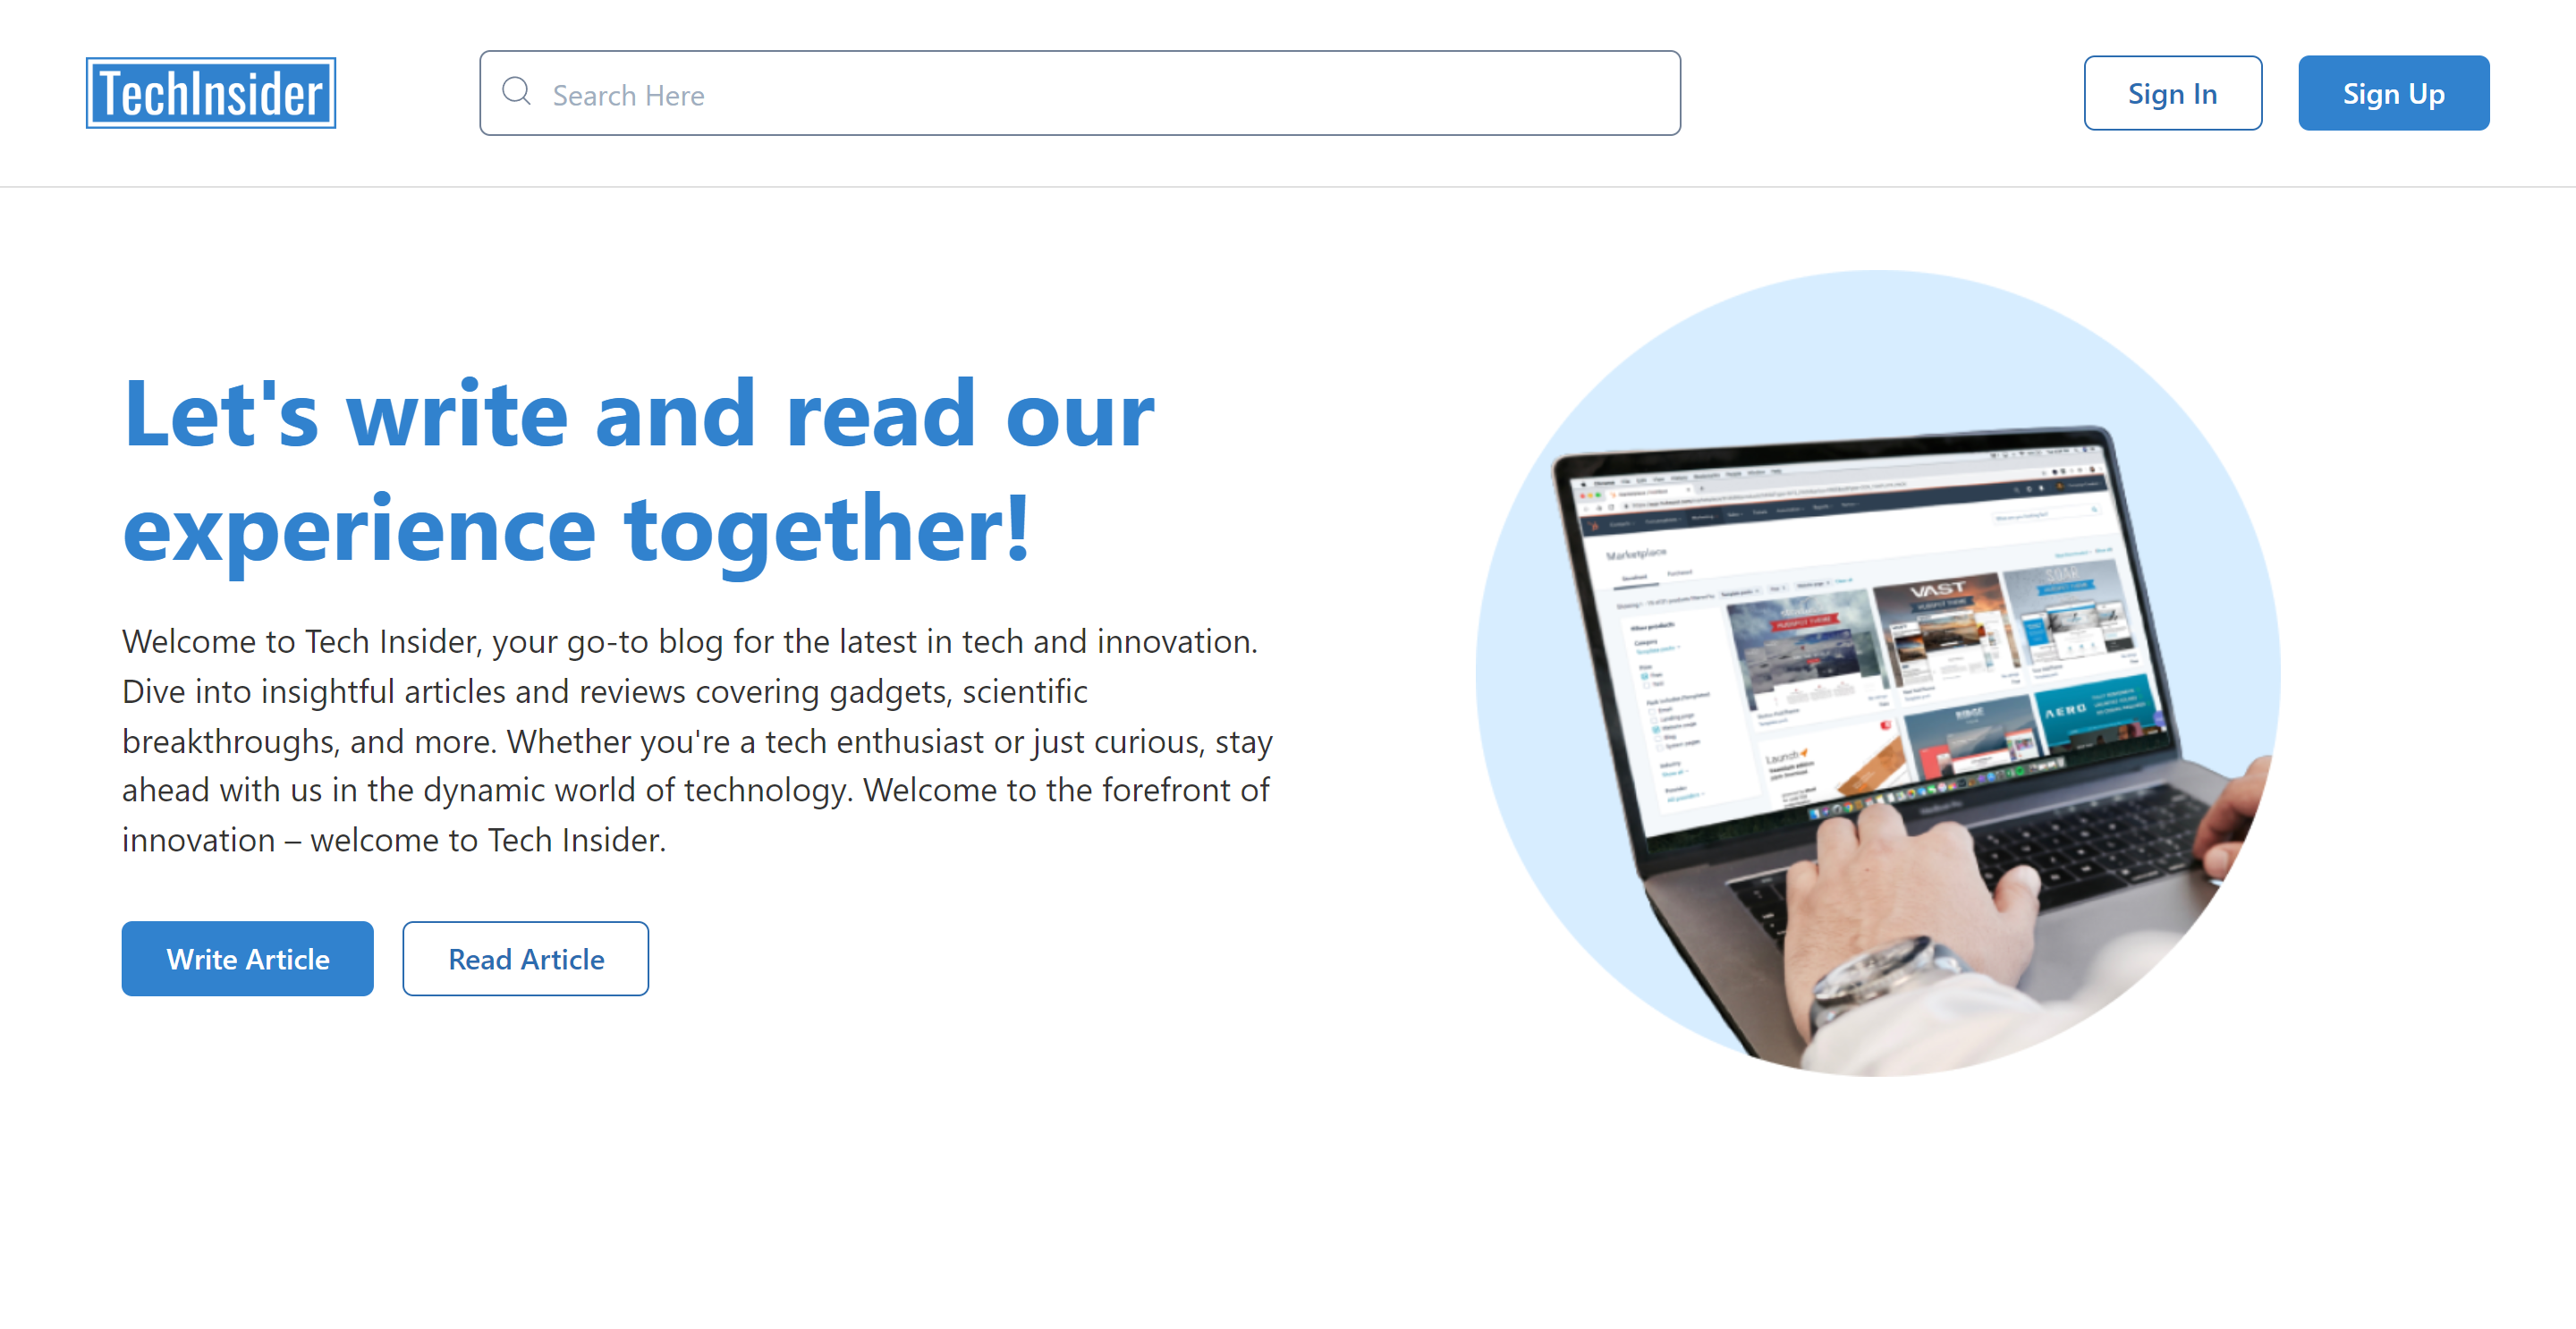 TechInsider
Search Here
Sign In
Sign Up
Let's write and read our
experience together!
Welcome to Tech Insider, your go-to blog for the latest in tech and innovation.
Dive into insightful articles and reviews covering gadgets, scientific
breakthroughs, and more. Whether you're a tech enthusiast or just curious, stay
ahead with us in the dynamic world of technology. Welcome to the forefront of
innovation – welcome to Tech Insider.
Write Article
Read Article
Marketplace
VAST
HUBSPOT THEME
SOAP
AERO
Launch